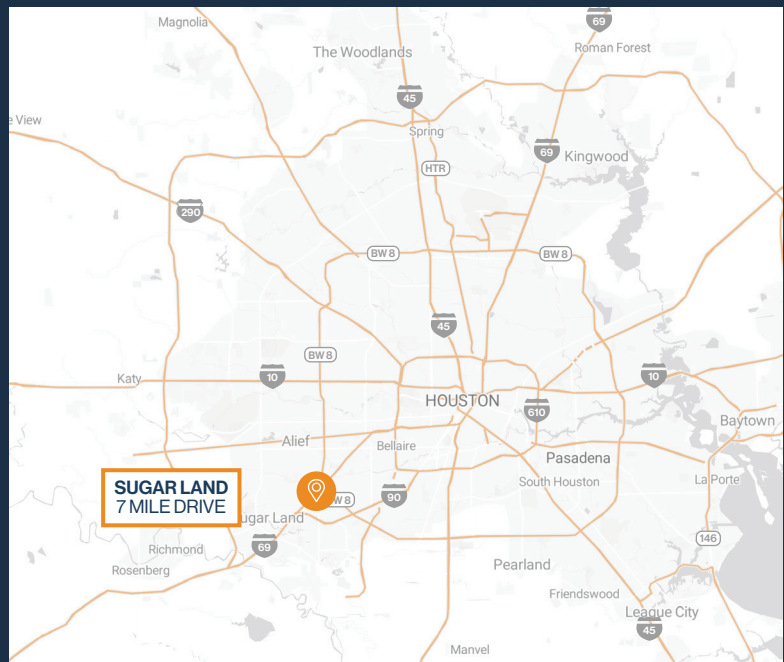 69
Magnolia
Roman Forest
The Woodlands
45
e View
Spring
69
Kingwood
HTR
290
BW 8
BW 8
45
BW 8
10
10
Katy
HOUSTON
610
Baytown
Alief
Bellaire
Pasadena
La Porte
South Houston
SUGAR LAND
7 MILE DRIVE
W 8
90
ugar Land
146
69
Richmond
Pearland
Rosenberg
Friendswood
League City
45
Manvel